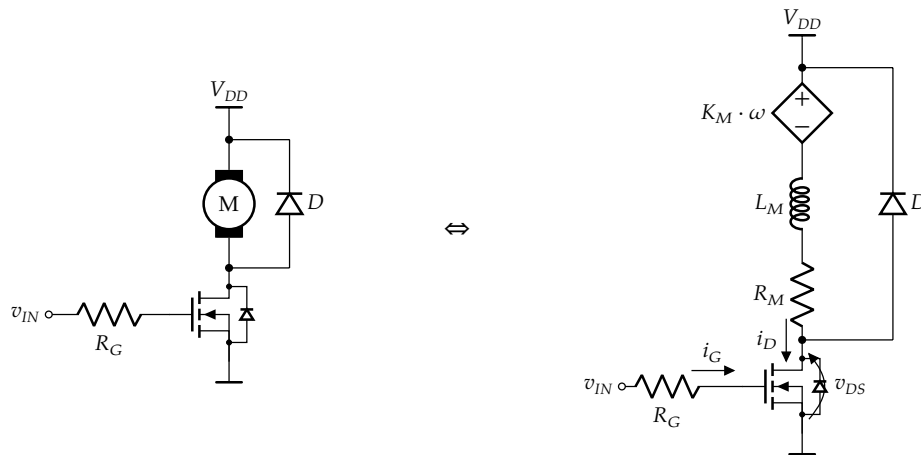 V_DD
M
D
v_IN
R_G
⇔
V_DD
+
−
K_M · ω
L_M
D
R_M
i_D
i_G
v_IN
R_G
v_DS